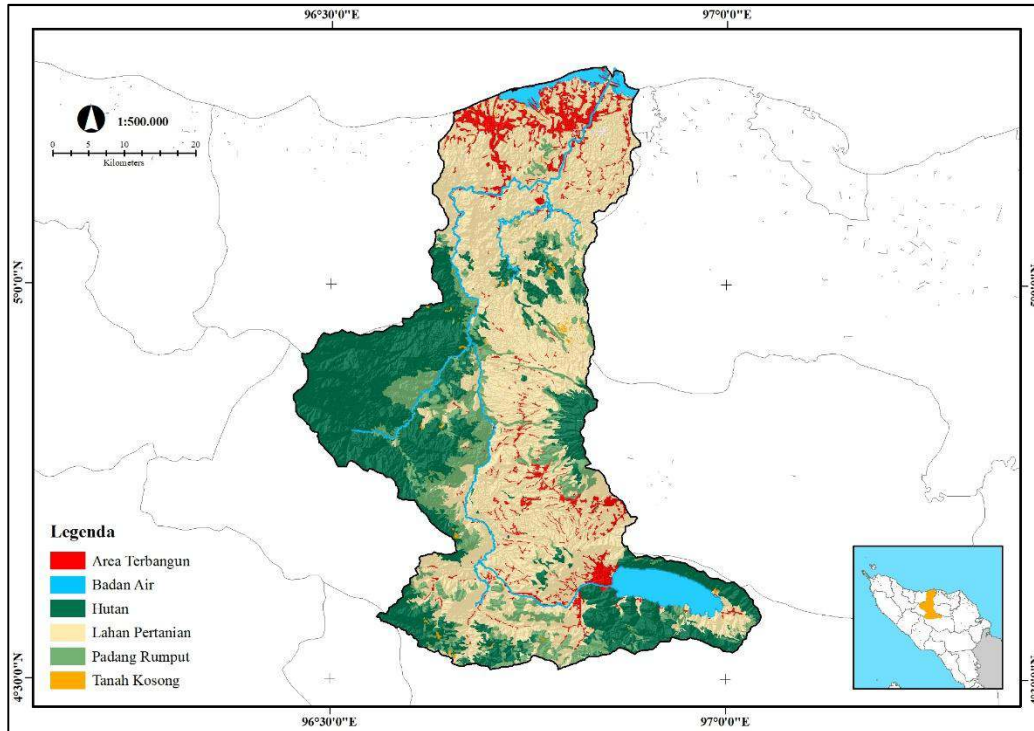 96°30'0"E
97°0'0"E
1:500.000
0 5 10 20
Kilometers
5°0'0"N
Legenda
Area Terbangun
Badan Air
Hutan
Lahan Pertanian
Padang Rumput
Tanah Kosong
4°30'0"N
96°30'0"E
97°0'0"E